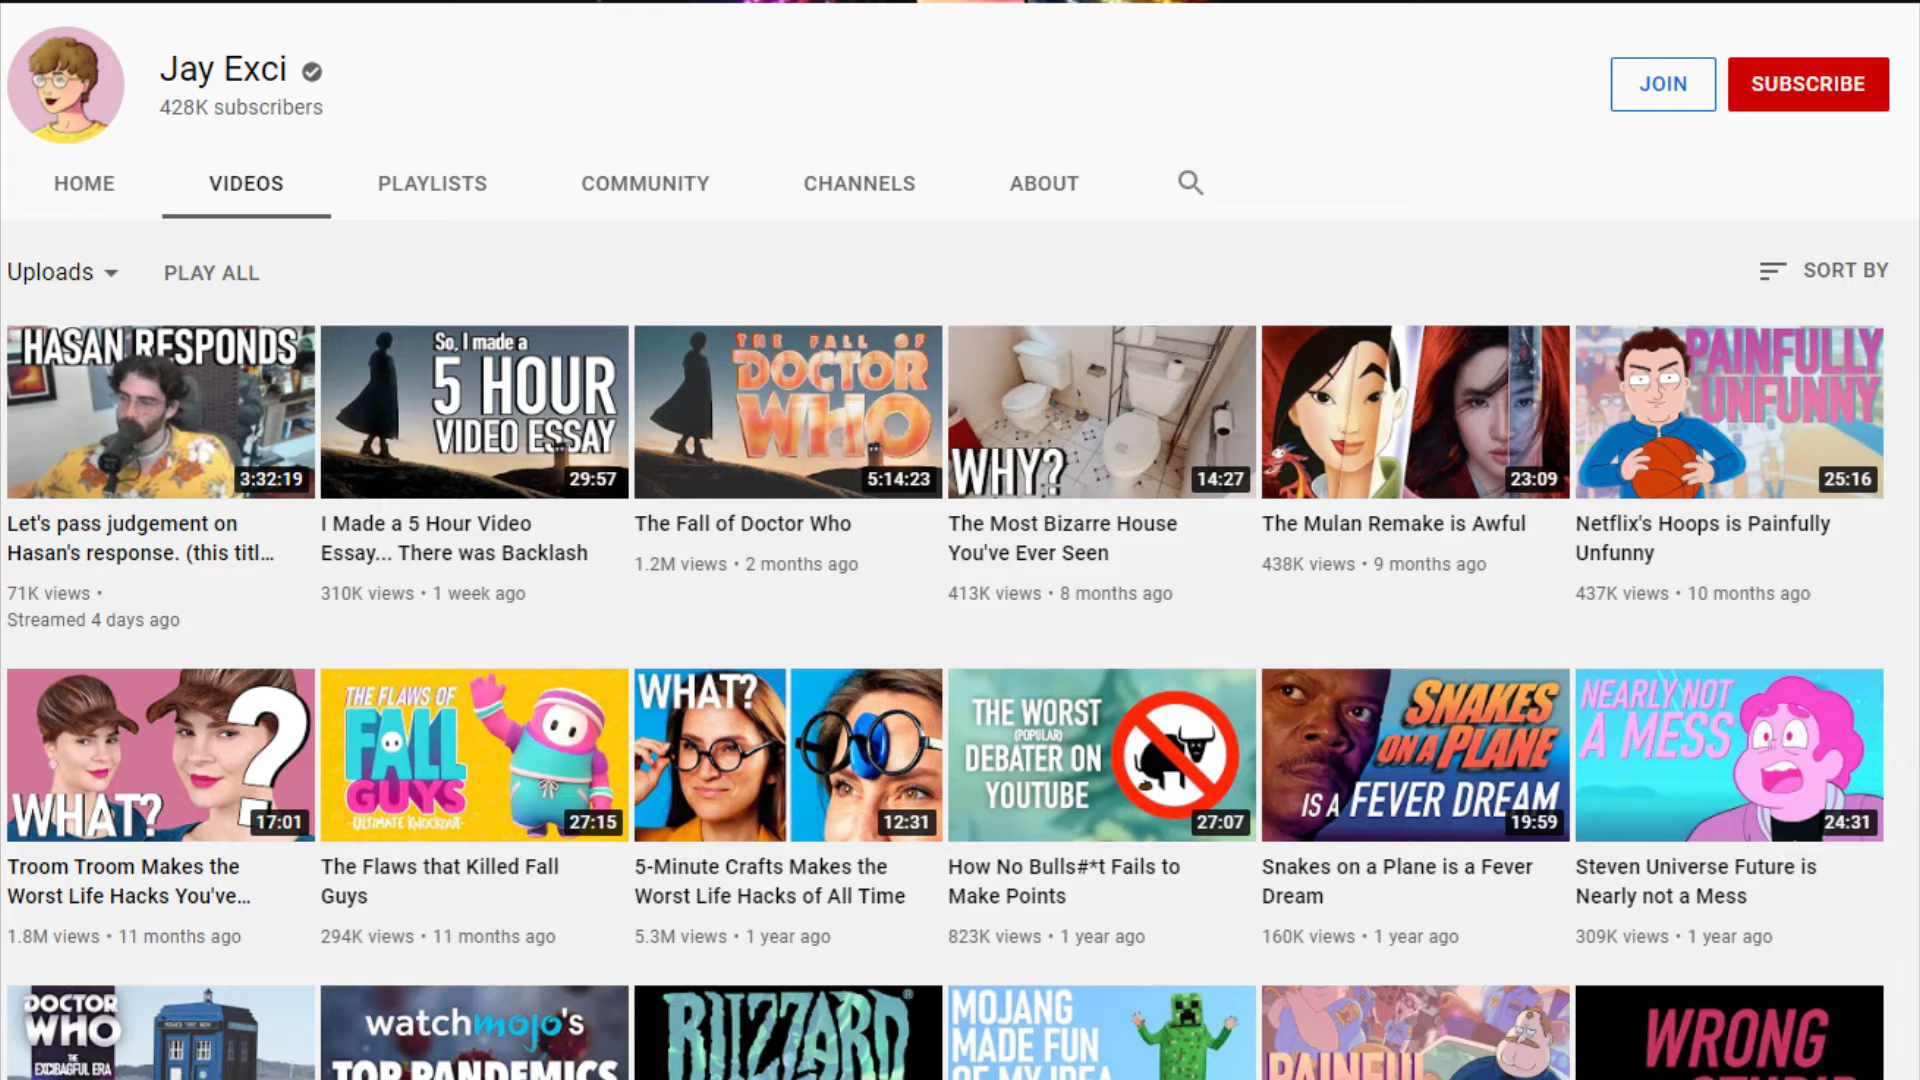 Jay Exci
428K subscribers
JOIN
SUBSCRIBE
HOME
VIDEOS
PLAYLISTS
COMMUNITY
CHANNELS
ABOUT
Uploads
PLAY ALL
SORT BY
HASAN RESPONDS
3:32:19
So, I made a
5 HOUR
VIDEO ESSAY
29:57
THE FALL OF
DOCTOR
WHO
5:14:23
WHY?
14:27
23:09
PAINFULLY
UNFUNNY
25:16
Let's pass judgement on
Hasan's response. (this titl...
71K views •
Streamed 4 days ago
I Made a 5 Hour Video
Essay... There was Backlash
310K views • 1 week ago
The Fall of Doctor Who
1.2M views • 2 months ago
The Most Bizarre House
You've Ever Seen
413K views • 8 months ago
The Mulan Remake is Awful
438K views • 9 months ago
Netflix's Hoops is Painfully
Unfunny
437K views • 10 months ago
WHAT?
?
17:01
THE FLAWS OF
FALL
GUYS
-ULTIMATE KNOCKOUT-
27:15
WHAT?
12:31
THE WORST
(POPULAR)
DEBATER ON
YOUTUBE
27:07
SNAKES
ON A PLANE
IS A FEVER DREAM
19:59
NEARLY NOT
A MESS
24:31
Troom Troom Makes the
Worst Life Hacks You've...
1.8M views • 11 months ago
The Flaws that Killed Fall
Guys
294K views • 11 months ago
5-Minute Crafts Makes the
Worst Life Hacks of All Time
5.3M views • 1 year ago
How No Bulls#*t Fails to
Make Points
823K views • 1 year ago
Snakes on a Plane is a Fever
Dream
160K views • 1 year ago
Steven Universe Future is
Nearly not a Mess
309K views • 1 year ago
DOCTOR
WHO
THE
EXCIBAGFUL ERA
watchmojo's
TOP PANDEMICS
BLIZZARD
MOJANG
MADE FUN
OF MY IDEA
PAINFUL
WRONG